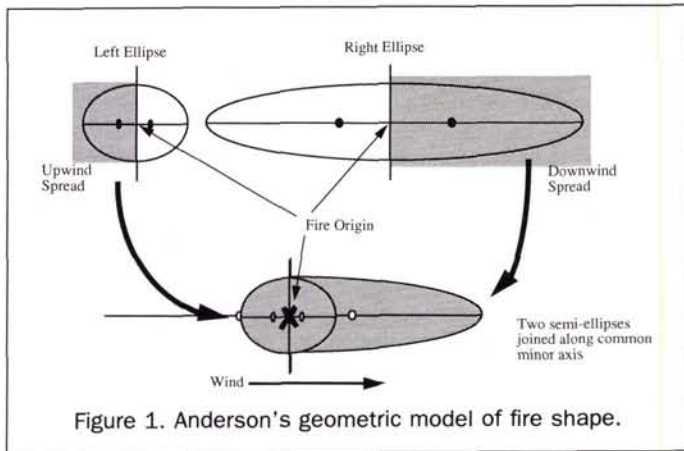 Left Ellipse
Right Ellipse
Upwind
Spread
Downwind
Spread
Fire Origin
Two semi-ellipses
joined along common
minor axis
Wind
Figure 1. Anderson's geometric model of fire shape.